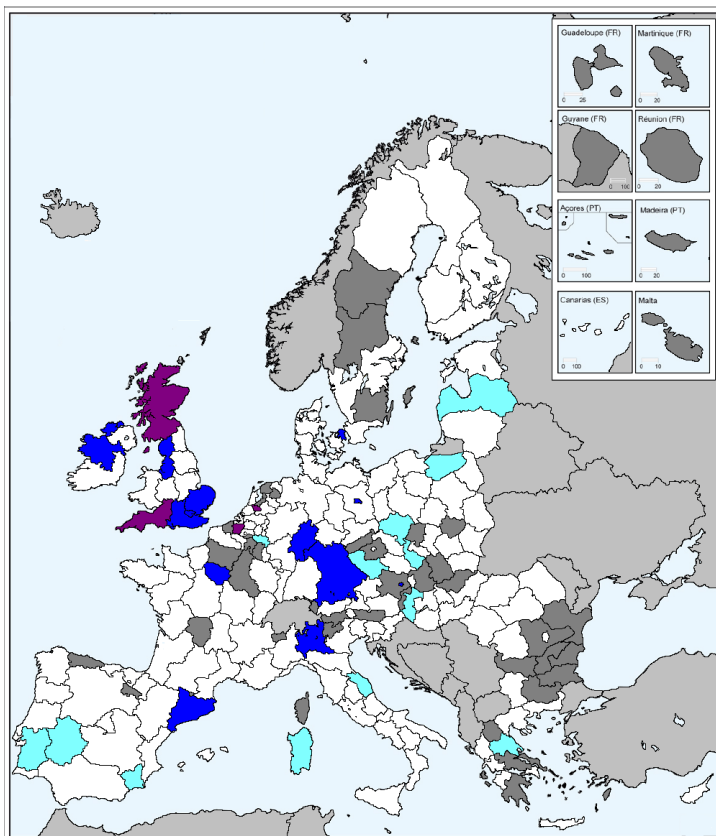 Guadeloupe (FR)
Martinique (FR)
0 25
0 20
Guyane (FR)
Réunion (FR)
0 100
0 20
Açores (PT)
Madeira (PT)
0 100
0 20
Canarias (ES)
Malta
0 100
0 10